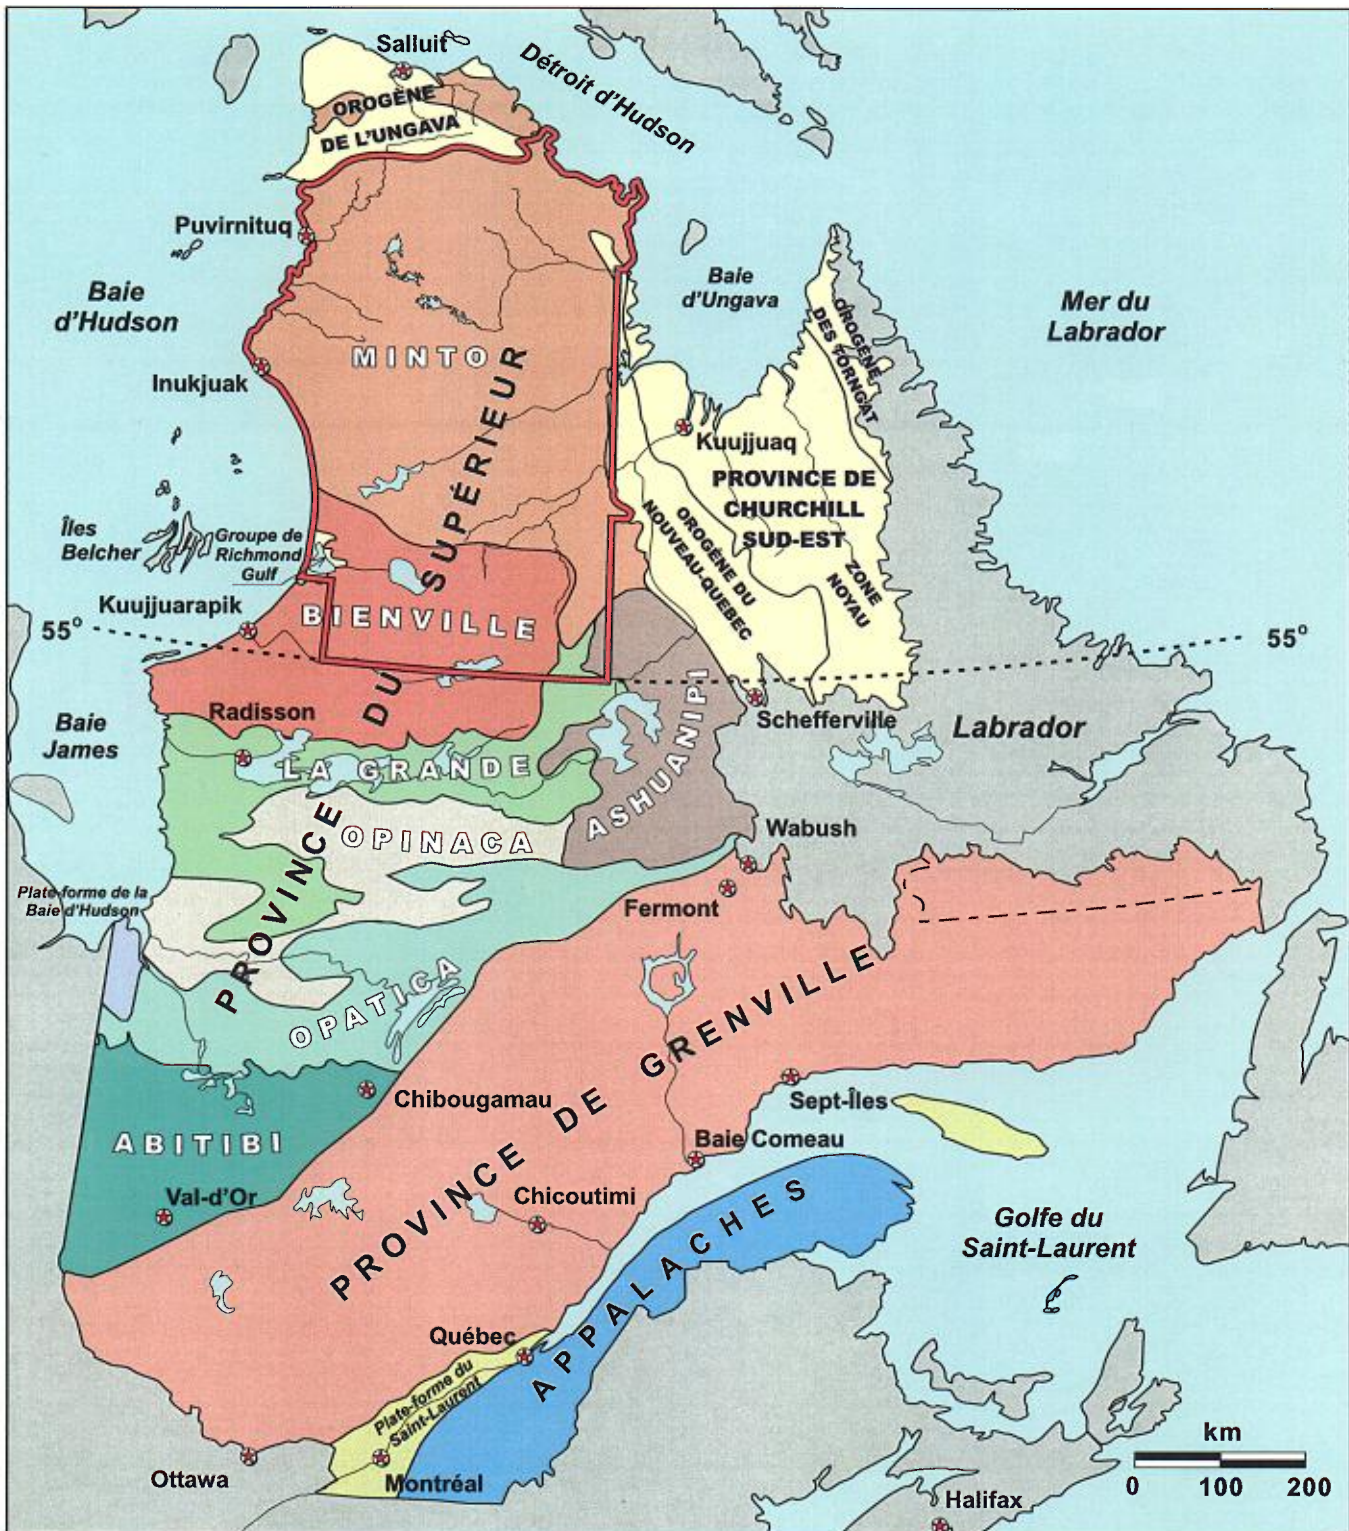 Salluit
Détroit d'Hudson
OROGÈNE
DE L'UNGAVA
Puvirnituq
Baie
d'Hudson
Baie
d'Ungava
Mer du
Labrador
OROGÈNE
DES TORNGAT
MINTO
Inukjuak
Kuujjuaq
PROVINCE DE
CHURCHILL
SUD-EST
OROGÈNE DU
NOUVEAU-QUEBEC
ZONE
NOYAU
Îles
Belcher
Groupe de
Richmond
Gulf
Kuujjuarapik
BIENVILLE
55°
55°
PROVINCE DU SUPÉRIEUR
Baie
James
Radisson
Schefferville
Labrador
LA GRANDE
ASHUANIPI
OPINACA
Wabush
Plate-forme de la
Baie d'Hudson
Fermont
OPATICA
PROVINCE DE GRENVILLE
Chibougamau
Sept-Îles
ABITIBI
Baie Comeau
Val-d'Or
Chicoutimi
APPALACHES
Golfe du
Saint-Laurent
Québec
Plate-forme du
Saint-Laurent
Ottawa
Montréal
km
0 100 200
Halifax